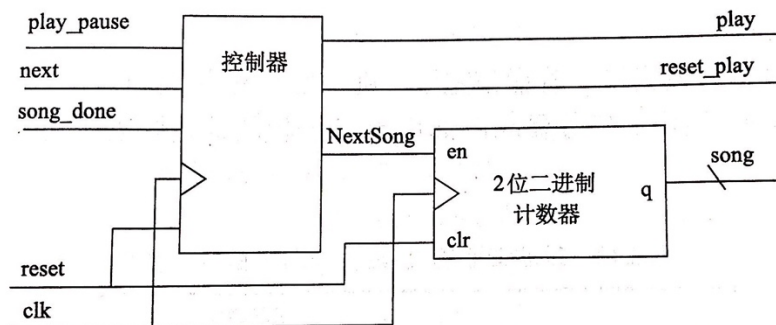 play_pause
play
控制器
next
reset_play
song_done
NextSong
en
song
2位二进制
计数器
q
clr
reset
clk